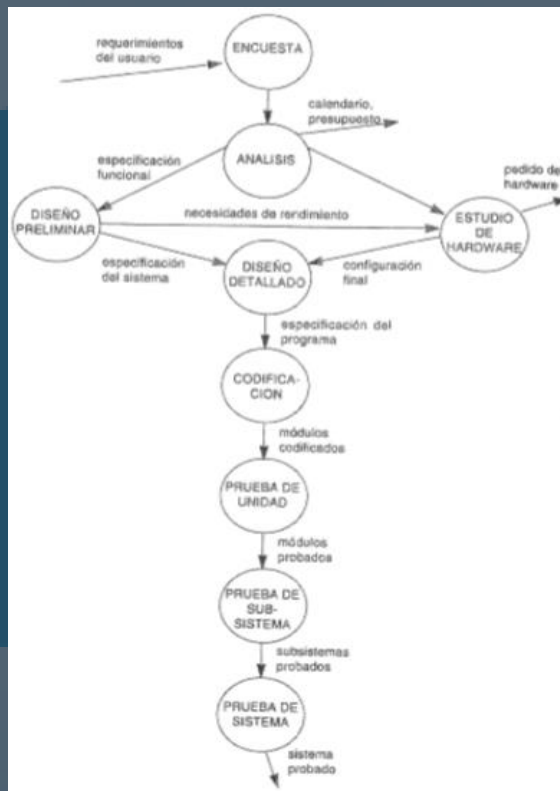 requerimientos
del usuario
ENCUESTA
calendario,
presupuesto
ANALISIS
especificación
funcional
pedido de
hardware
DISEÑO
PRELIMINAR
necesidades de rendimiento
ESTUDIO
DE
HARDWARE
especificación
del sistema
DISEÑO
DETALLADO
configuración
final
especificación del
programa
CODIFICA-
CION
módulos
codificados
PRUEBA DE
UNIDAD
módulos
probados
PRUEBA DE
SUB-
SISTEMA
subsistemas
probados
PRUEBA DE
SISTEMA
sistema
probado